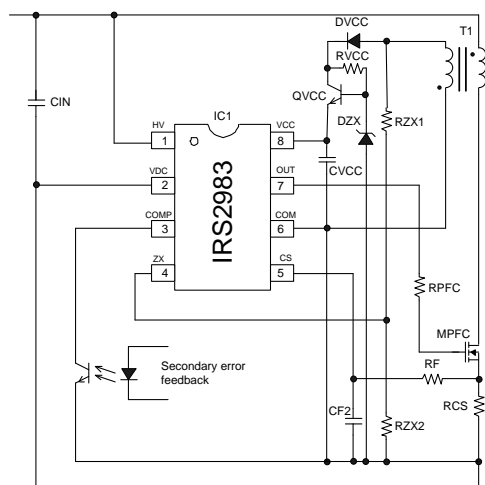 DVCC
T1
RVCC
QVCC
CIN
IC1
DZX
RZX1
HV
VCC
1
8
CVCC
VDC
OUT
2
7
IRS2983
COMP
COM
3
6
RPFC
ZX
CS
4
5
MPFC
RF
Secondary error
feedback
RCS
CF2
RZX2